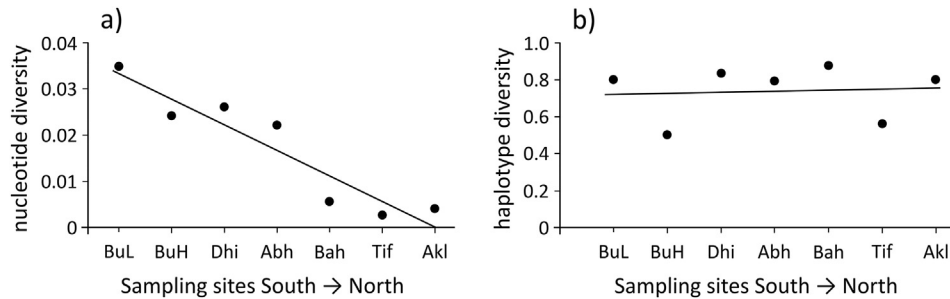 a)
nucleotide diversity
0.04
0.03
0.02
0.01
0
BuL BuH Dhi Abh Bah Tif Akl
Sampling sites South → North
b)
haplotype diversity
1.0
0.8
0.6
0.4
0.2
0
BuL BuH Dhi Abh Bah Tif Akl
Sampling sites South → North